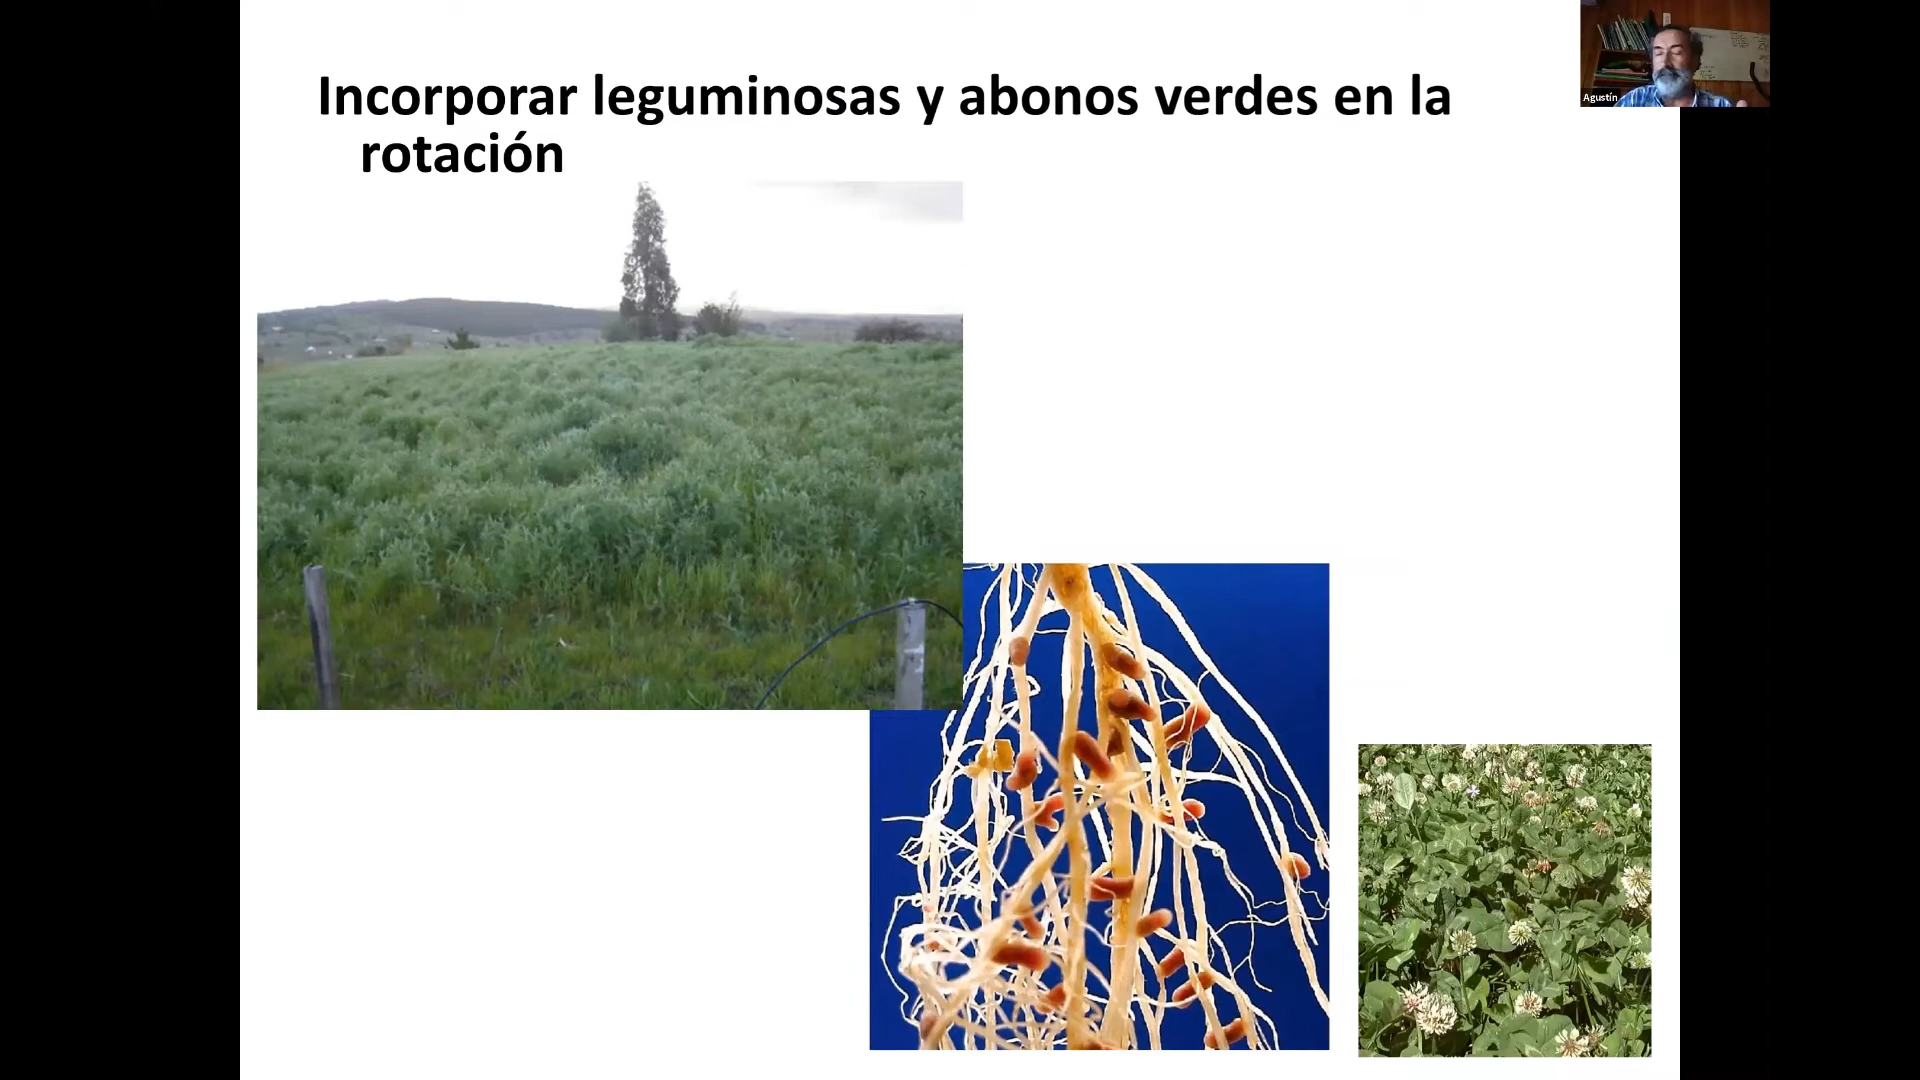 Incorporar leguminosas y abonos verdes en la
rotación
Agustín